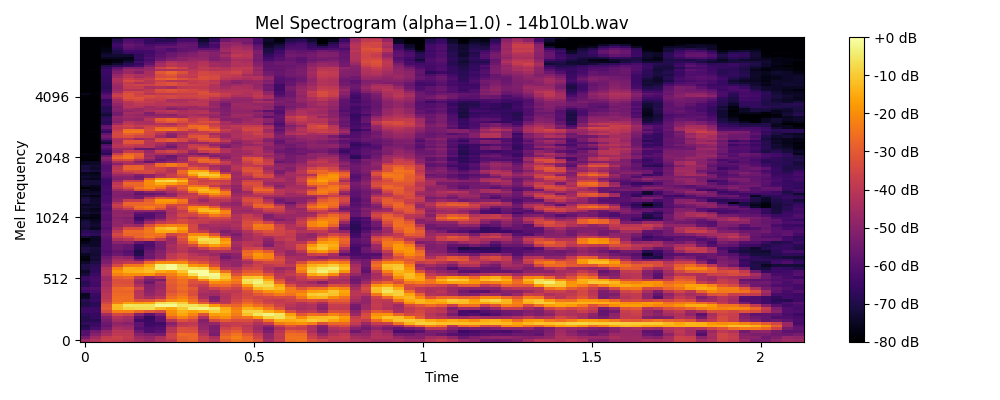 Mel Spectrogram (alpha=1.0) - 14b10Lb.wav
Mel Frequency
4096
2048
1024
512
0
0
0.5
1
1.5
2
Time
+0 dB
-10 dB
-20 dB
-30 dB
-40 dB
-50 dB
-60 dB
-70 dB
-80 dB